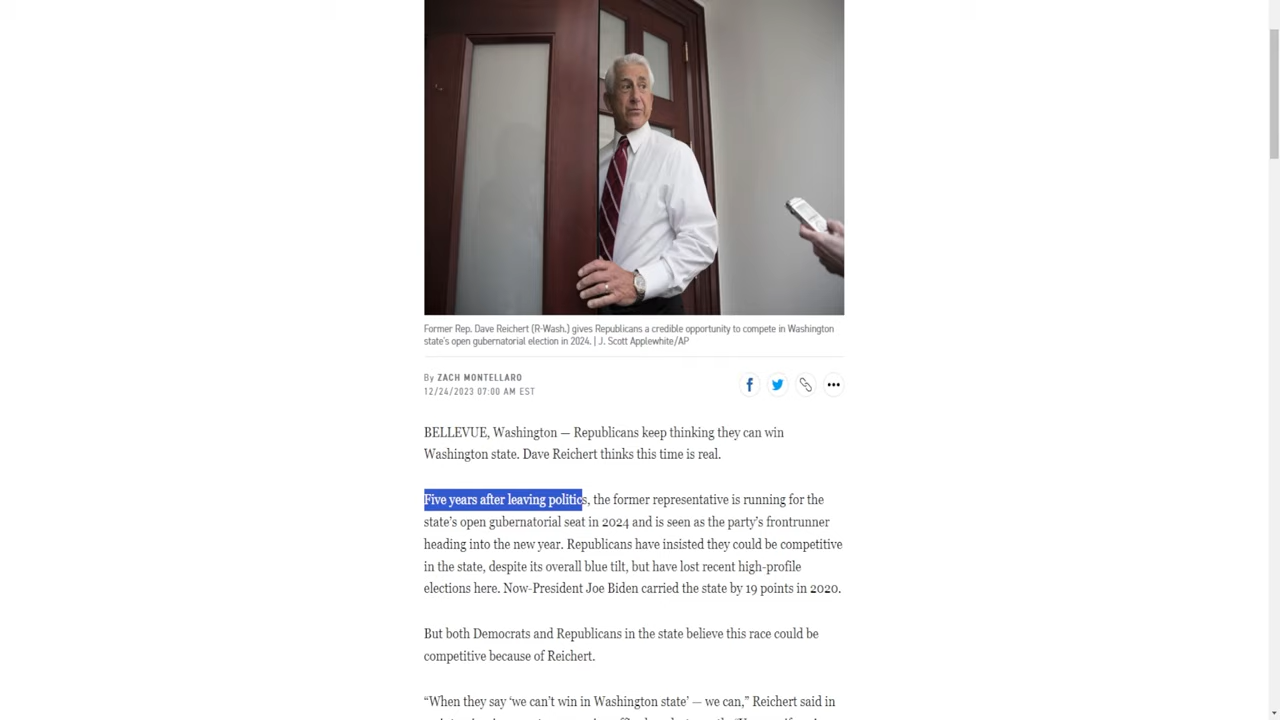 Former Rep. Dave Reichert (R-Wash.) gives Republicans a credible opportunity to compete in Washington
state's open gubernatorial election in 2024. | J. Scott Applewhite/AP
By ZACH MONTELLARO
12/24/2023 07:00 AM EST
BELLEVUE, Washington — Republicans keep thinking they can win
Washington state. Dave Reichert thinks this time is real.
Five years after leaving politics, the former representative is running for the
state’s open gubernatorial seat in 2024 and is seen as the party’s frontrunner
heading into the new year. Republicans have insisted they could be competitive
in the state, despite its overall blue tilt, but have lost recent high-profile
elections here. Now-President Joe Biden carried the state by 19 points in 2020.
But both Democrats and Republicans in the state believe this race could be
competitive because of Reichert.
“When they say ‘we can’t win in Washington state’ — we can,” Reichert said in